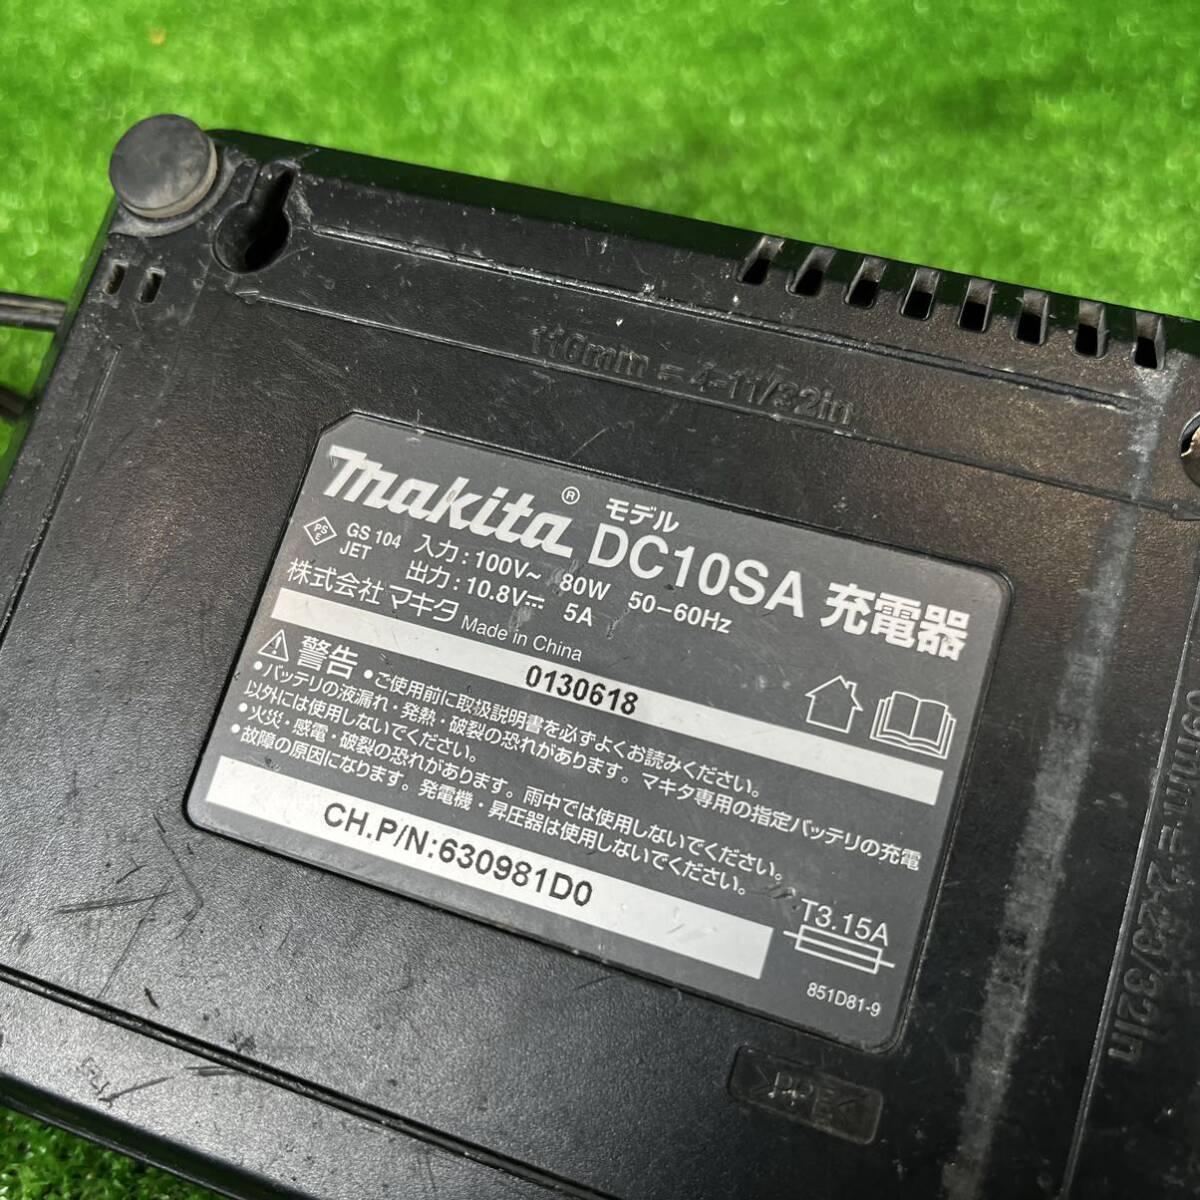 110mm = 4-11/32in
makita® モデル DC10SA 充電器
PS E GS 104 JET
入力:100V~ 80W 50-60Hz
出力:10.8V⎓ 5A
株式会社マキタ Made in China
0130618
⚠ 警告
•ご使用前に取扱説明書を必ずよくお読みください。
•バッテリの液漏れ・発熱・破裂の恐れがあります。マキタ専用の指定バッテリの充電
以外には使用しないでください。
•火災・感電・破裂の恐れがあります。雨中では使用しないでください。
•故障の原因になります。発電機・昇圧器は使用しないでください。
CH.P/N:630981D0
T3.15A
851D81-9
>PPE<
69mm = 2-23/32in